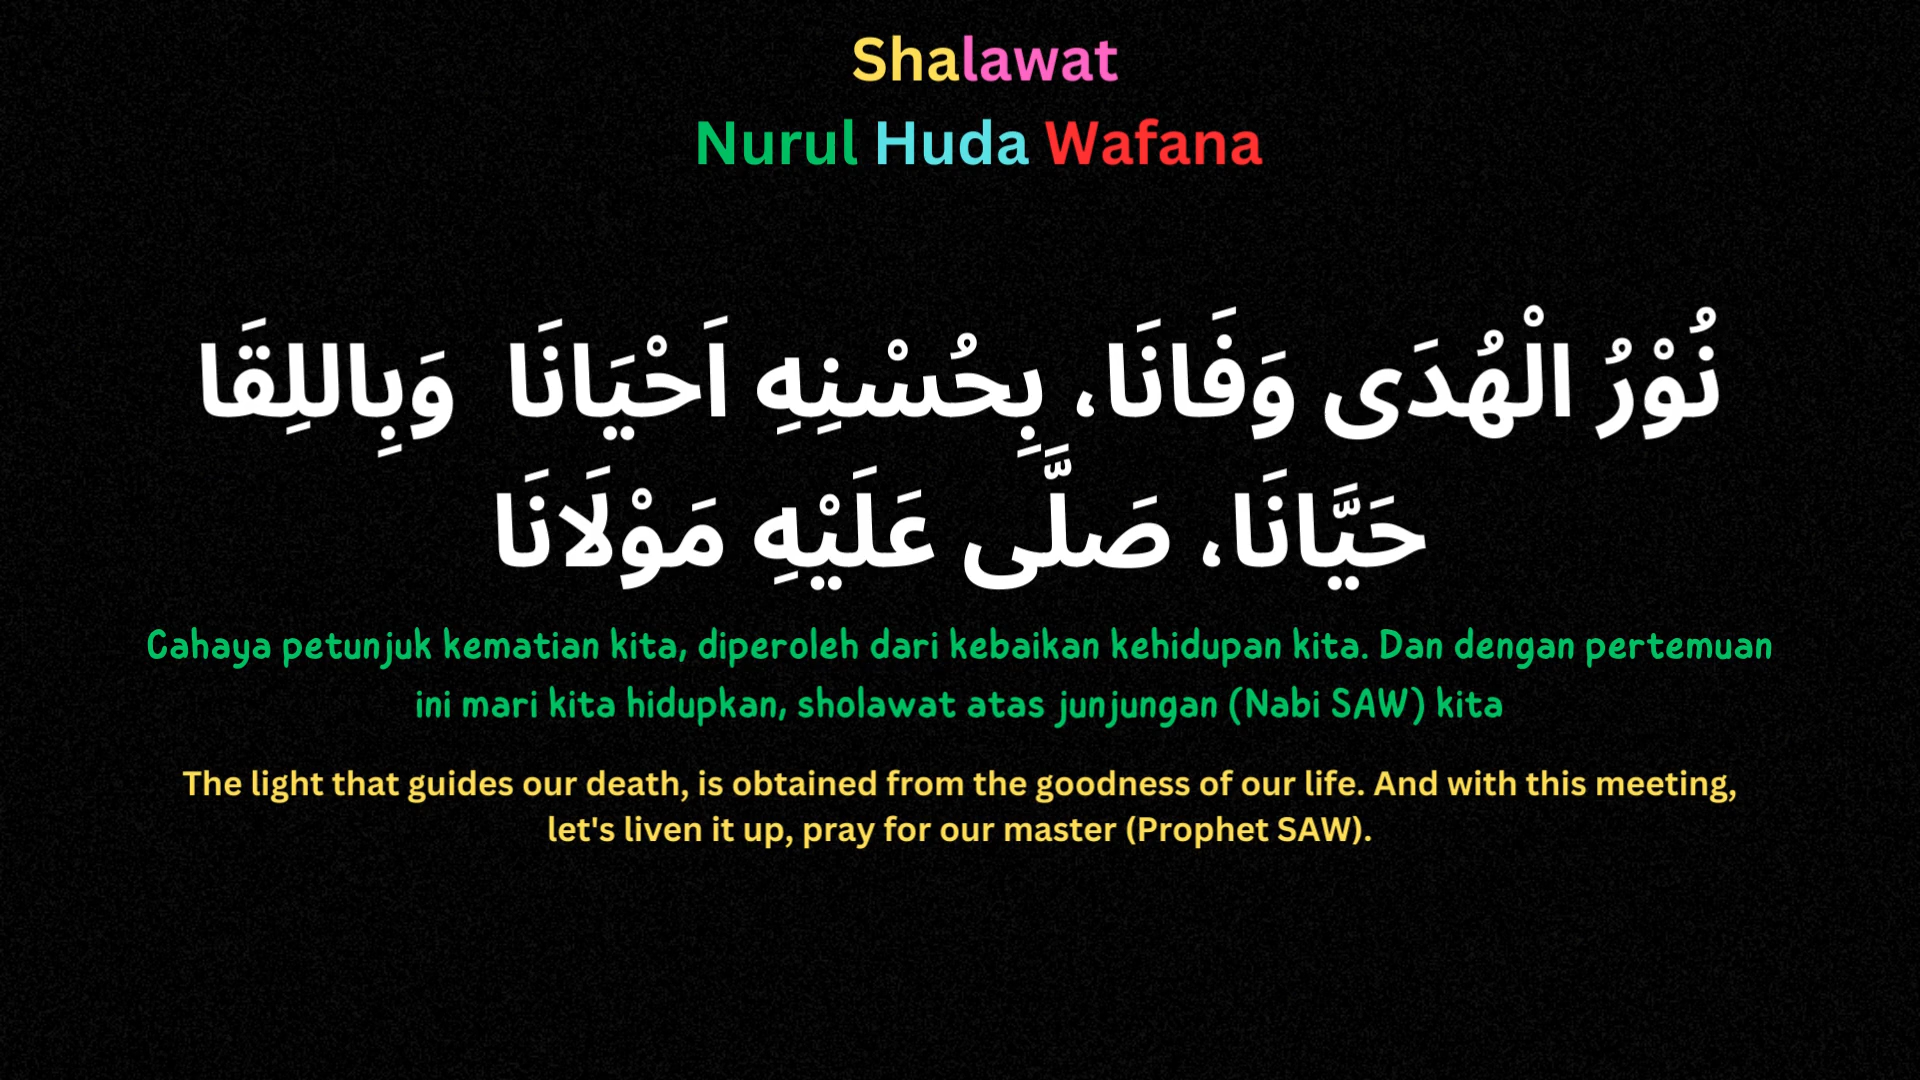 Shalawat
Nurul Huda Wafana
نُوْرُ الْهُدَى وَفَانَا، بِحُسْنِهِ اَحْيَانَا وَبِاللِقَا
حَيَّانَا، صَلَّى عَلَيْهِ مَوْلَانَا
Cahaya petunjuk kematian kita, diperoleh dari kebaikan kehidupan kita. Dan dengan pertemuan
ini mari kita hidupkan, sholawat atas junjungan (Nabi SAW) kita
The light that guides our death, is obtained from the goodness of our life. And with this meeting,
let's liven it up, pray for our master (Prophet SAW).